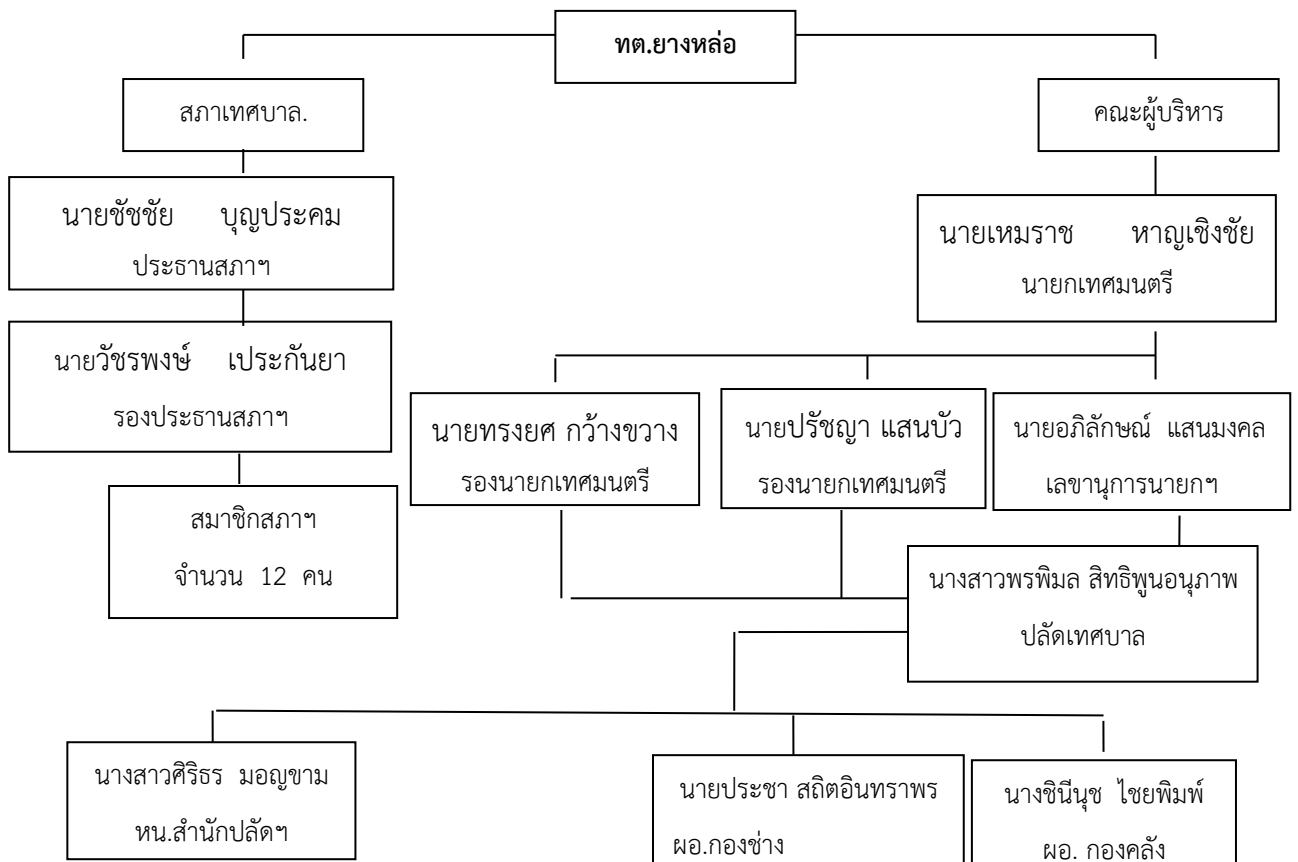 ทต.ยางหล่อ
สภาเทศบาล.
คณะผู้บริหาร
นายชัชชัย บุญประคม
ประธานสภาฯ
นายเหมราช หาญเชิงชัย
นายกเทศมนตรี
นายวัชรพงษ์ เประกันยา
รองประธานสภาฯ
นายทรงยศ กว้างขวาง
รองนายกเทศมนตรี
นายปรัชญา แสนบัว
รองนายกเทศมนตรี
นายอภิลักษณ์ แสนมงคล
เลขานุการนายกฯ
สมาชิกสภาฯ
จำนวน 12 คน
นางสาวพรพิมล สิทธิพูนอนุภาพ
ปลัดเทศบาล
นางสาวศิริธร มอญขาม
หน.สำนักปลัดฯ
นายประชา สถิตอินทราพร
ผอ.กองช่าง
นางชินีนุช ไชยพิมพ์
ผอ. กองคลัง